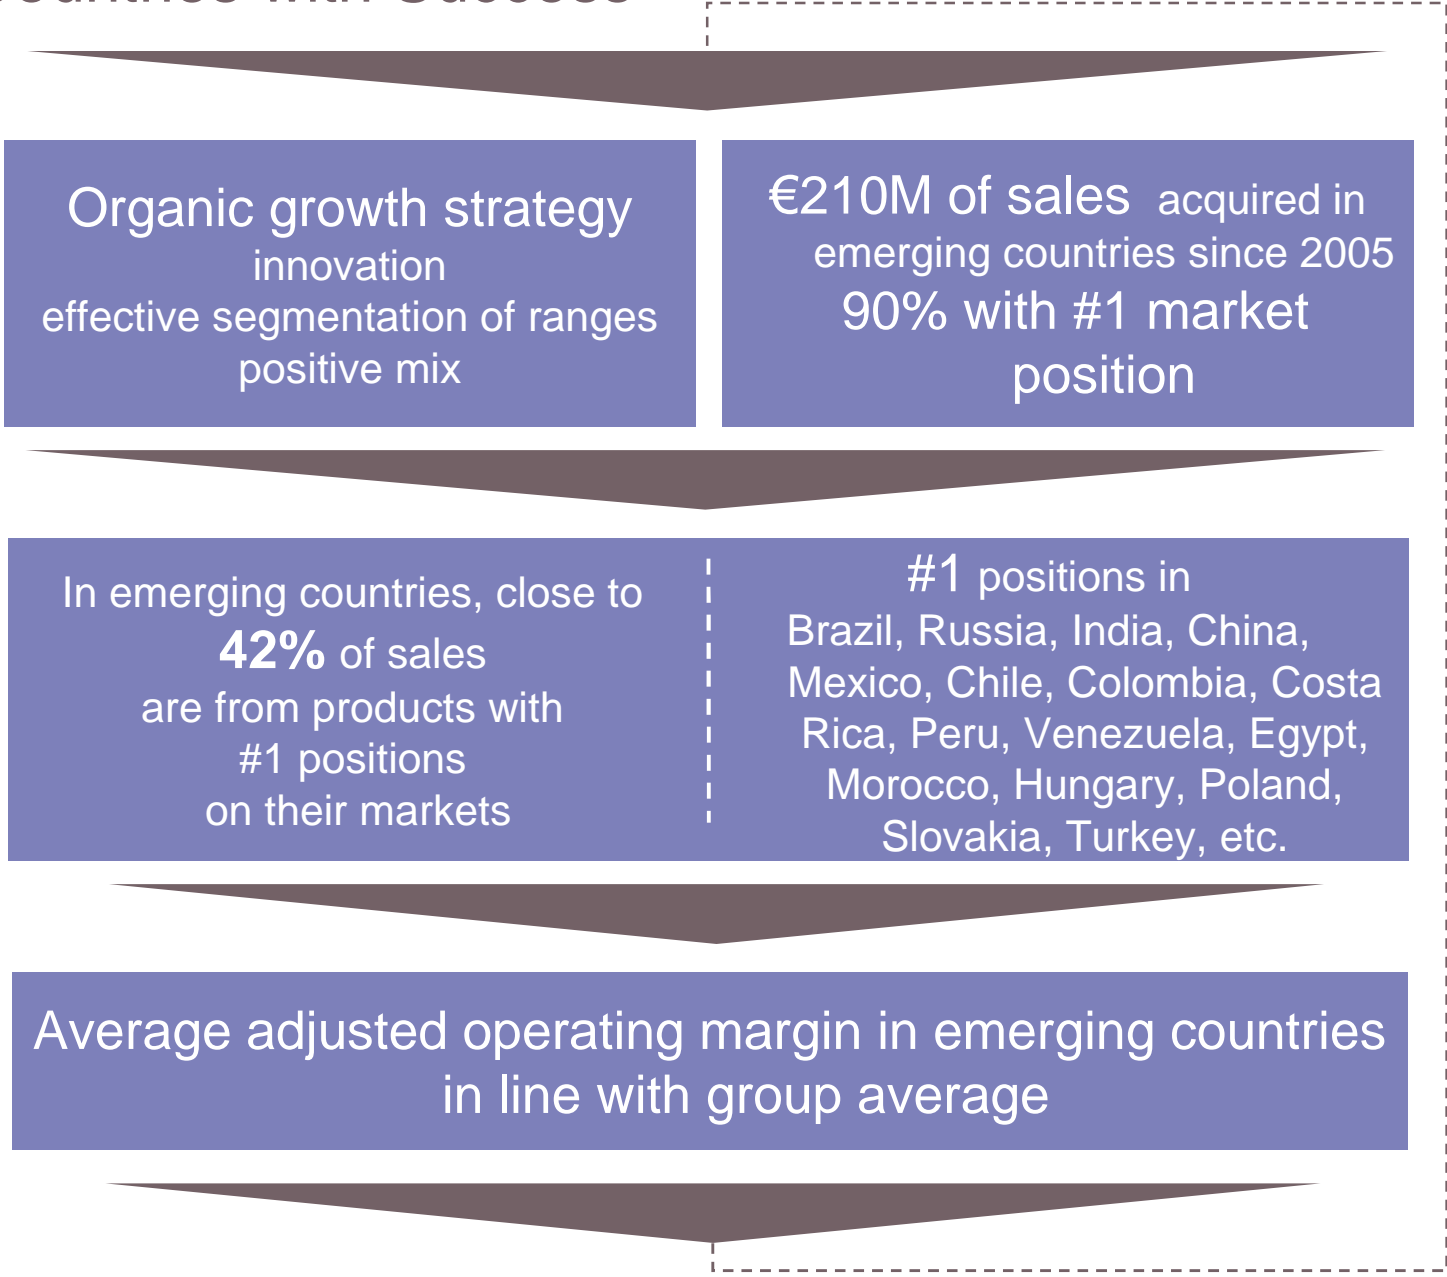 with Success
Organic growth strategy
innovation
effective segmentation of ranges
positive mix
€210M of sales acquired in
emerging countries since 2005
90% with #1 market
position
In emerging countries, close to
42% of sales
are from products with
#1 positions
on their markets
#1 positions in
Brazil, Russia, India, China,
Mexico, Chile, Colombia, Costa
Rica, Peru, Venezuela, Egypt,
Morocco, Hungary, Poland,
Slovakia, Turkey, etc.
Average adjusted operating margin in emerging countries
in line with group average